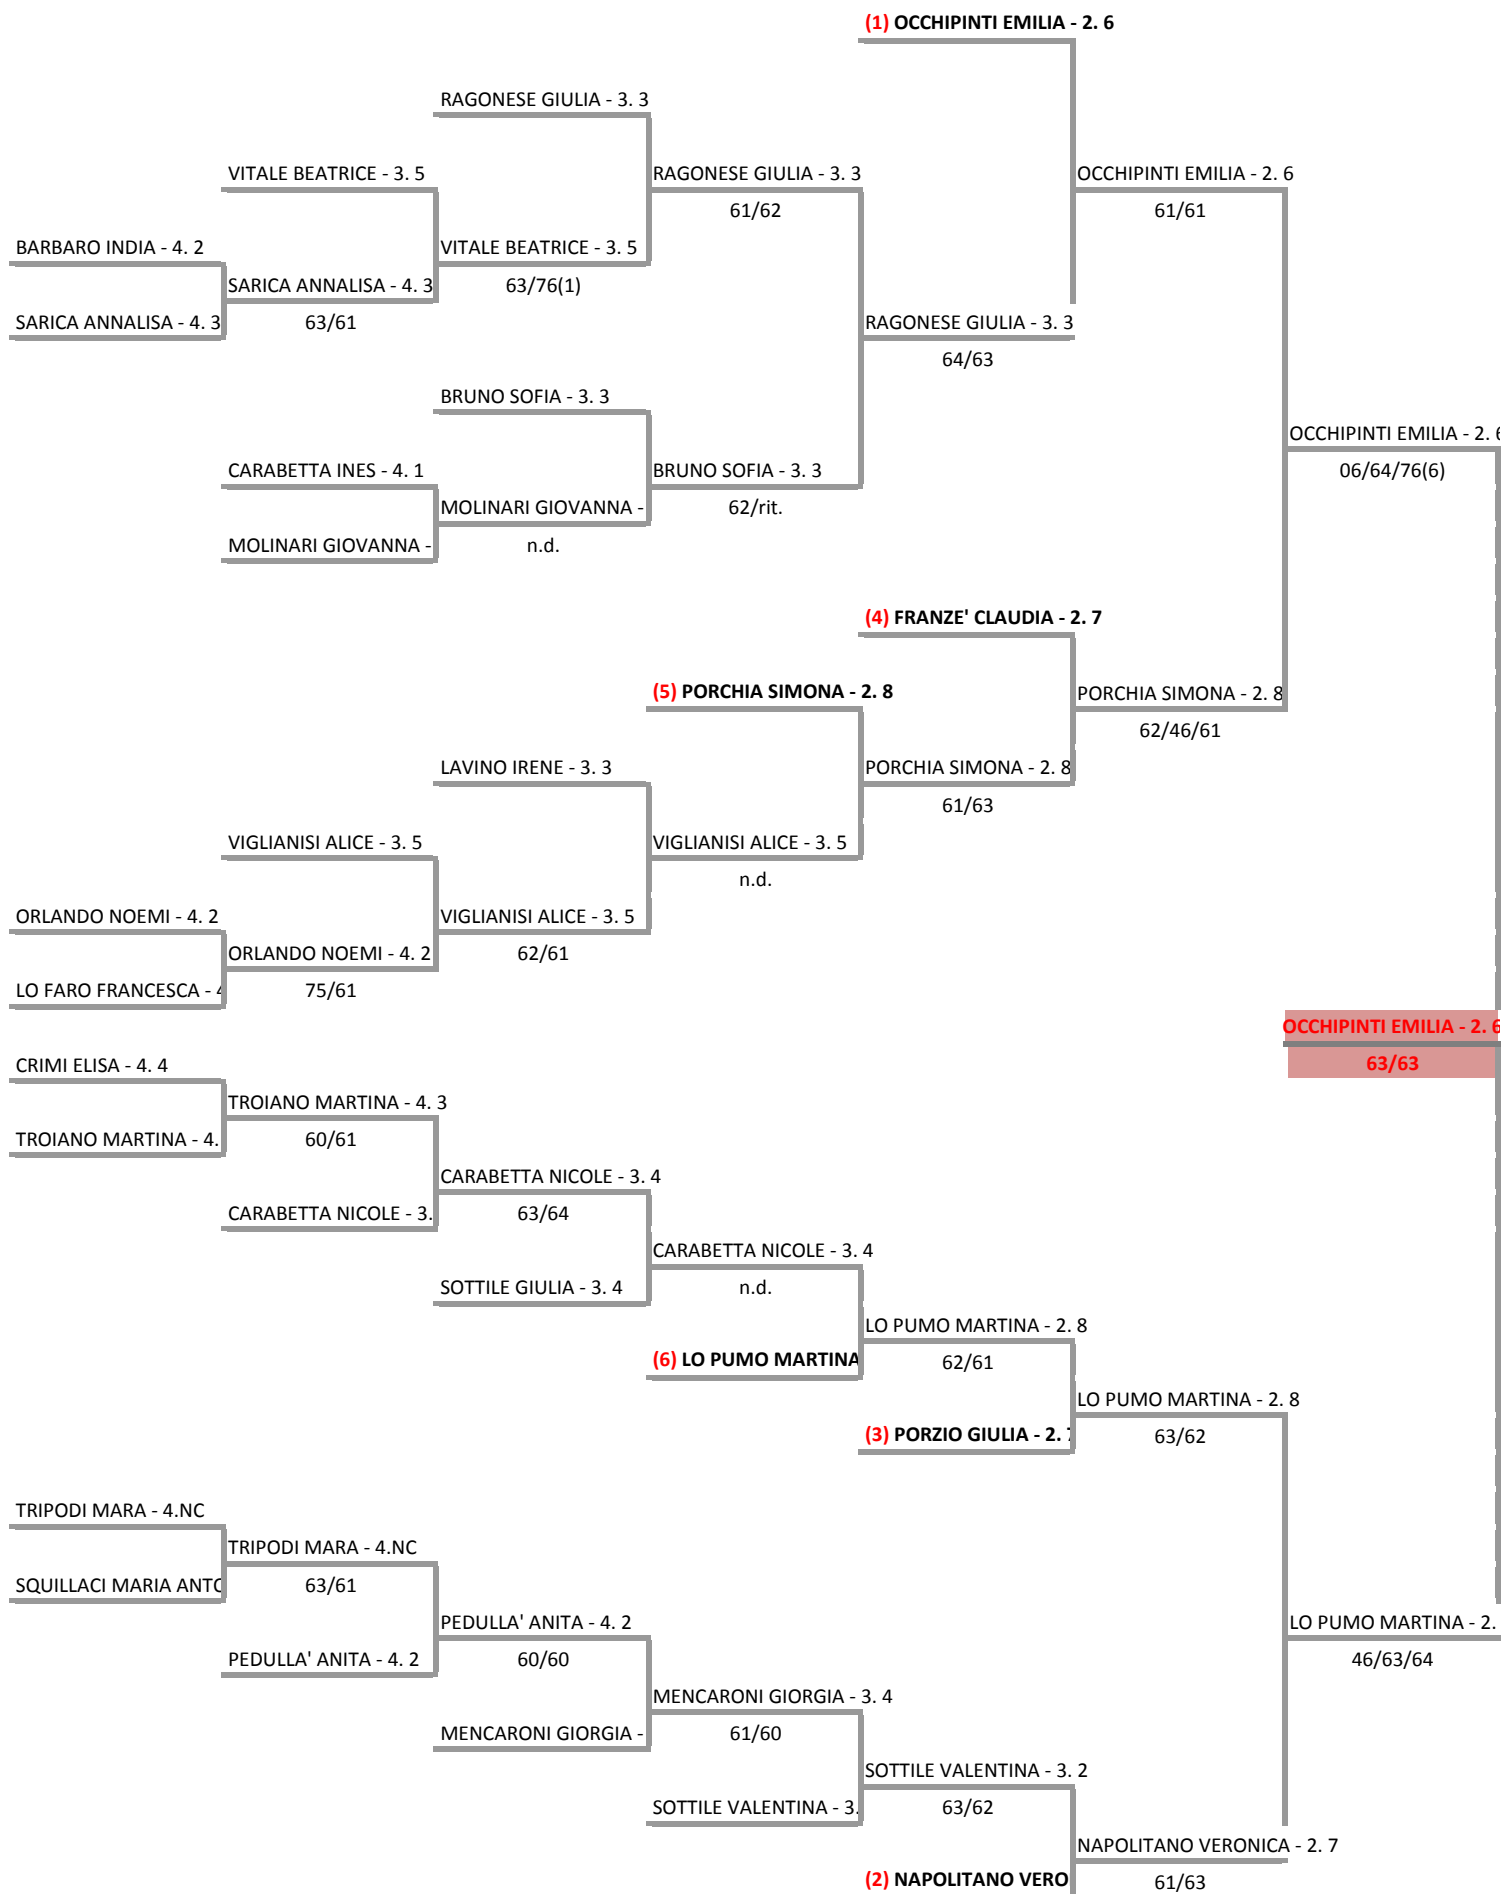 (1) OCCHIPINTI EMILIA - 2. 6
RAGONESE GIULIA - 3. 3
VITALE BEATRICE - 3. 5
RAGONESE GIULIA - 3. 3
OCCHIPINTI EMILIA - 2. 6
61/62
61/61
BARBARO INDIA - 4. 2
VITALE BEATRICE - 3. 5
SARICA ANNALISA - 4. 3
63/76(1)
SARICA ANNALISA - 4. 3
63/61
RAGONESE GIULIA - 3. 3
64/63
BRUNO SOFIA - 3. 3
OCCHIPINTI EMILIA - 2. 6
CARABETTA INES - 4. 1
BRUNO SOFIA - 3. 3
06/64/76(6)
MOLINARI GIOVANNA -
62/rit.
MOLINARI GIOVANNA -
n.d.
(4) FRANZE' CLAUDIA - 2. 7
(5) PORCHIA SIMONA - 2. 8
PORCHIA SIMONA - 2. 8
62/46/61
LAVINO IRENE - 3. 3
PORCHIA SIMONA - 2. 8
61/63
VIGLIANISI ALICE - 3. 5
VIGLIANISI ALICE - 3. 5
n.d.
ORLANDO NOEMI - 4. 2
VIGLIANISI ALICE - 3. 5
ORLANDO NOEMI - 4. 2
62/61
LO FARO FRANCESCA -
75/61
OCCHIPINTI EMILIA - 2. 6
63/63
CRIMI ELISA - 4. 4
TROIANO MARTINA - 4. 3
TROIANO MARTINA - 4.
60/61
CARABETTA NICOLE - 3. 4
CARABETTA NICOLE - 3.
63/64
CARABETTA NICOLE - 3. 4
SOTTILE GIULIA - 3. 4
n.d.
LO PUMO MARTINA - 2. 8
(6) LO PUMO MARTINA
62/61
LO PUMO MARTINA - 2. 8
(3) PORZIO GIULIA - 2. 7
63/62
TRIPODI MARA - 4.NC
TRIPODI MARA - 4.NC
SQUILLACI MARIA ANTO
63/61
PEDULLA' ANITA - 4. 2
LO PUMO MARTINA - 2.
PEDULLA' ANITA - 4. 2
60/60
46/63/64
MENCARONI GIORGIA - 3. 4
MENCARONI GIORGIA -
61/60
SOTTILE VALENTINA - 3. 2
SOTTILE VALENTINA - 3.
63/62
NAPOLITANO VERONICA - 2. 7
(2) NAPOLITANO VERO
61/63